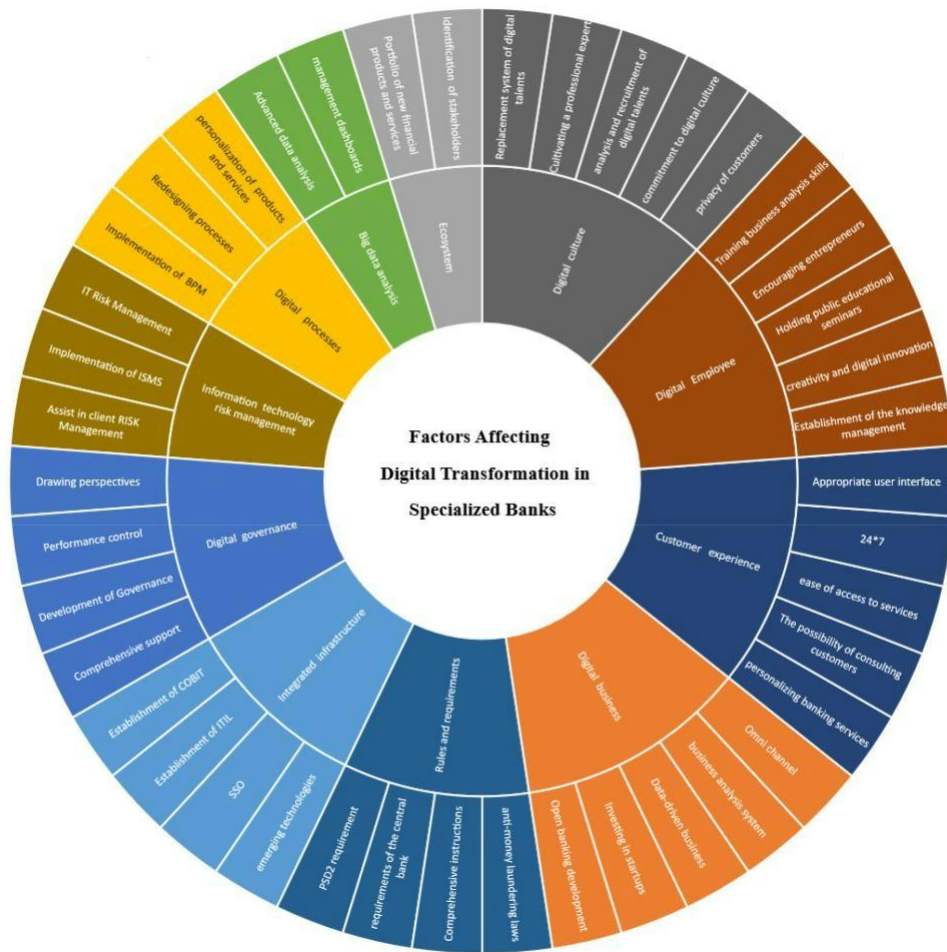 Factors Affecting
Digital Transformation in
Specialized Banks
Digital culture
Replacement system of digital
talents
Cultivating a professional expert
analysis and recruitment of
digital talents
commitment to digital culture
privacy of customers
Digital Employee
Training business analysis skills
Encouraging entrepreneurs
Holding public educational
seminars
creativity and digital innovation
Establishment of the knowledge
management
Customer experience
Appropriate user interface
24*7
ease of access to services
The possibility of consulting
customers
personalizing banking services
Digital
business
Omni channel
business analysis system
Data-driven business
Investing in startups
Open banking development
Rules and requirements
anti-money laundering laws
Comprehensive instructions
requirements of the central
bank
PSD2 requirement
Integrated infrastructure
emerging technologies
SSO
Establishment of ITIL
Establishment of COBIT
Digital governance
Comprehensive support
Development of Governance
Performance control
Drawing perspectives
Information technology
risk management
Assist in client RISK
Management
Implementation of ISMS
IT Risk Management
Digital
processes
Implementation of BPM
Redesigning processes
personalization of products
and services
Big data analysis
Advanced data analysis
management dashboards
Ecosystem
Portfolio of new financial
products and services
identification of stakeholders